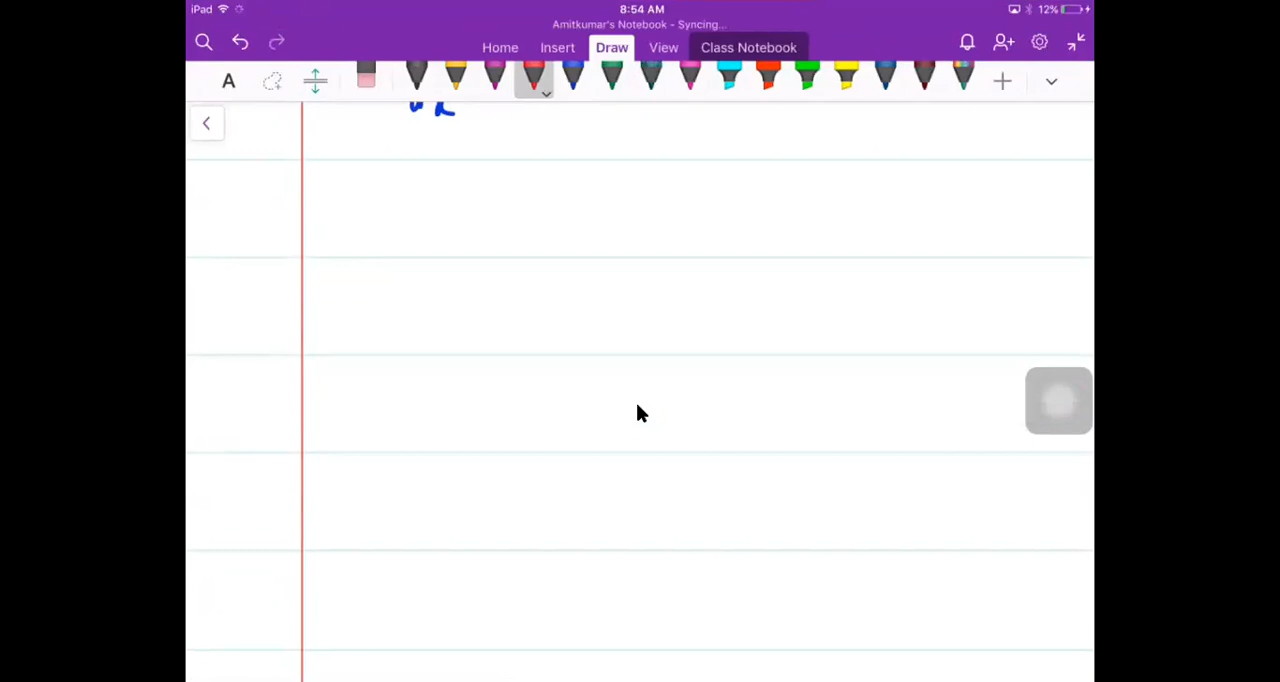 iPad 8:54 AM 12%
Amitkumar's Notebook - Syncing...
Home Insert Draw View Class Notebook
A